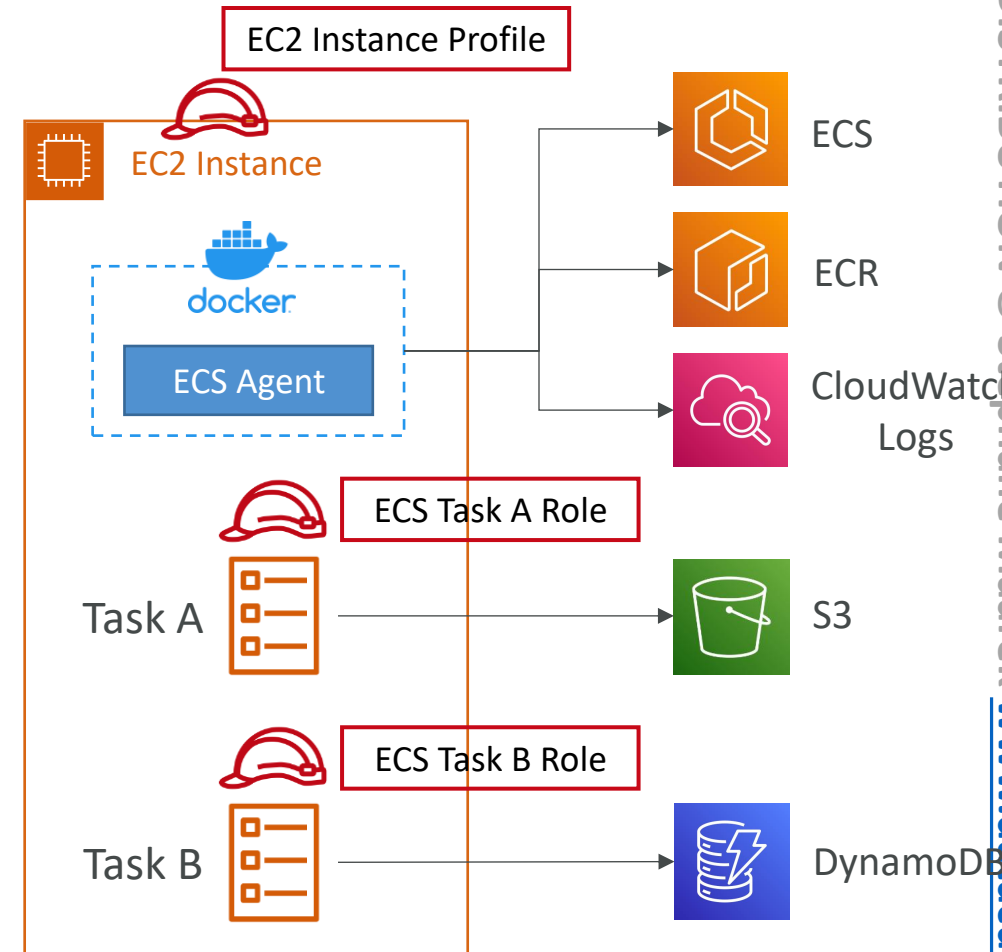 EC2 Instance Profile
EC2 Instance
docker
ECS Agent
ECS
ECR
CloudWatc
Logs
ECS Task A Role
Task A
S3
ECS Task B Role
Task B
DynamoDB